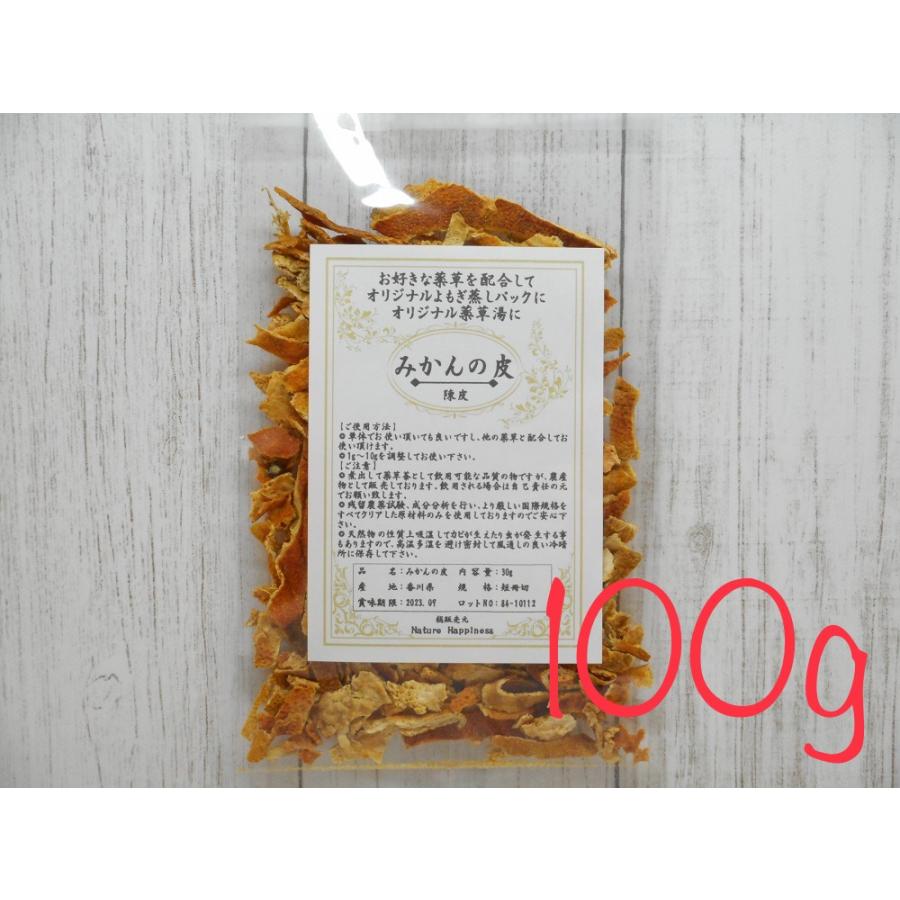 お好きな薬草を配合して
オリジナルよもぎ蒸しパックに
オリジナル薬草湯に
みかんの皮
陳皮
【ご使用方法】
◎単体でお使い頂いても良いですし、他の薬草と配合してお
使い頂けます。
◎1g～10gを調整してお使い下さい。
【ご注意】
◎煮出して薬草茶として飲用可能な品質の物ですが、農産
物として販売しております。飲用される場合は自己責任の元
でお願い致します。
◎残留農薬試験、成分分析を行い、より厳しい国際規格を
すべてクリアした原材料のみを使用しておりますのでご安心下
さい。
◎天然物の性質上吸湿してカビが生えたり虫が発生する事
もありますので、高温多湿を避け密封して風通しの良い冷暗
所に保存して下さい。
品 名：みかんの皮 内容量：30g
産 地：香川県 規 格：短冊切
賞味期限：2023.09 ロットNO：84-10112
総販売元
Nature Happiness
100g